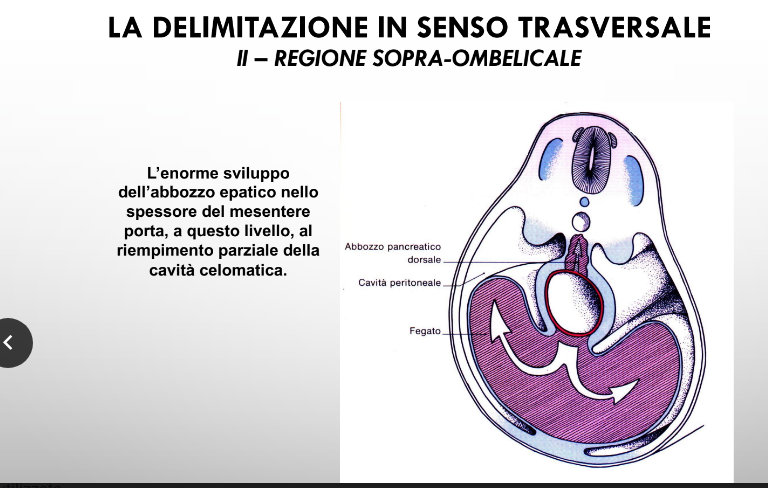 LA DELIMITAZIONE IN SENSO TRASVERSALE
II – REGIONE SOPRA-OMBELICALE
L'enorme sviluppo
dell'abbozzo epatico nello
spessore del mesentere
porta, a questo livello, al
riempimento parziale della
cavità celomatica.
Abbozzo pancreatico
dorsale
Cavità peritoneale
Fegato